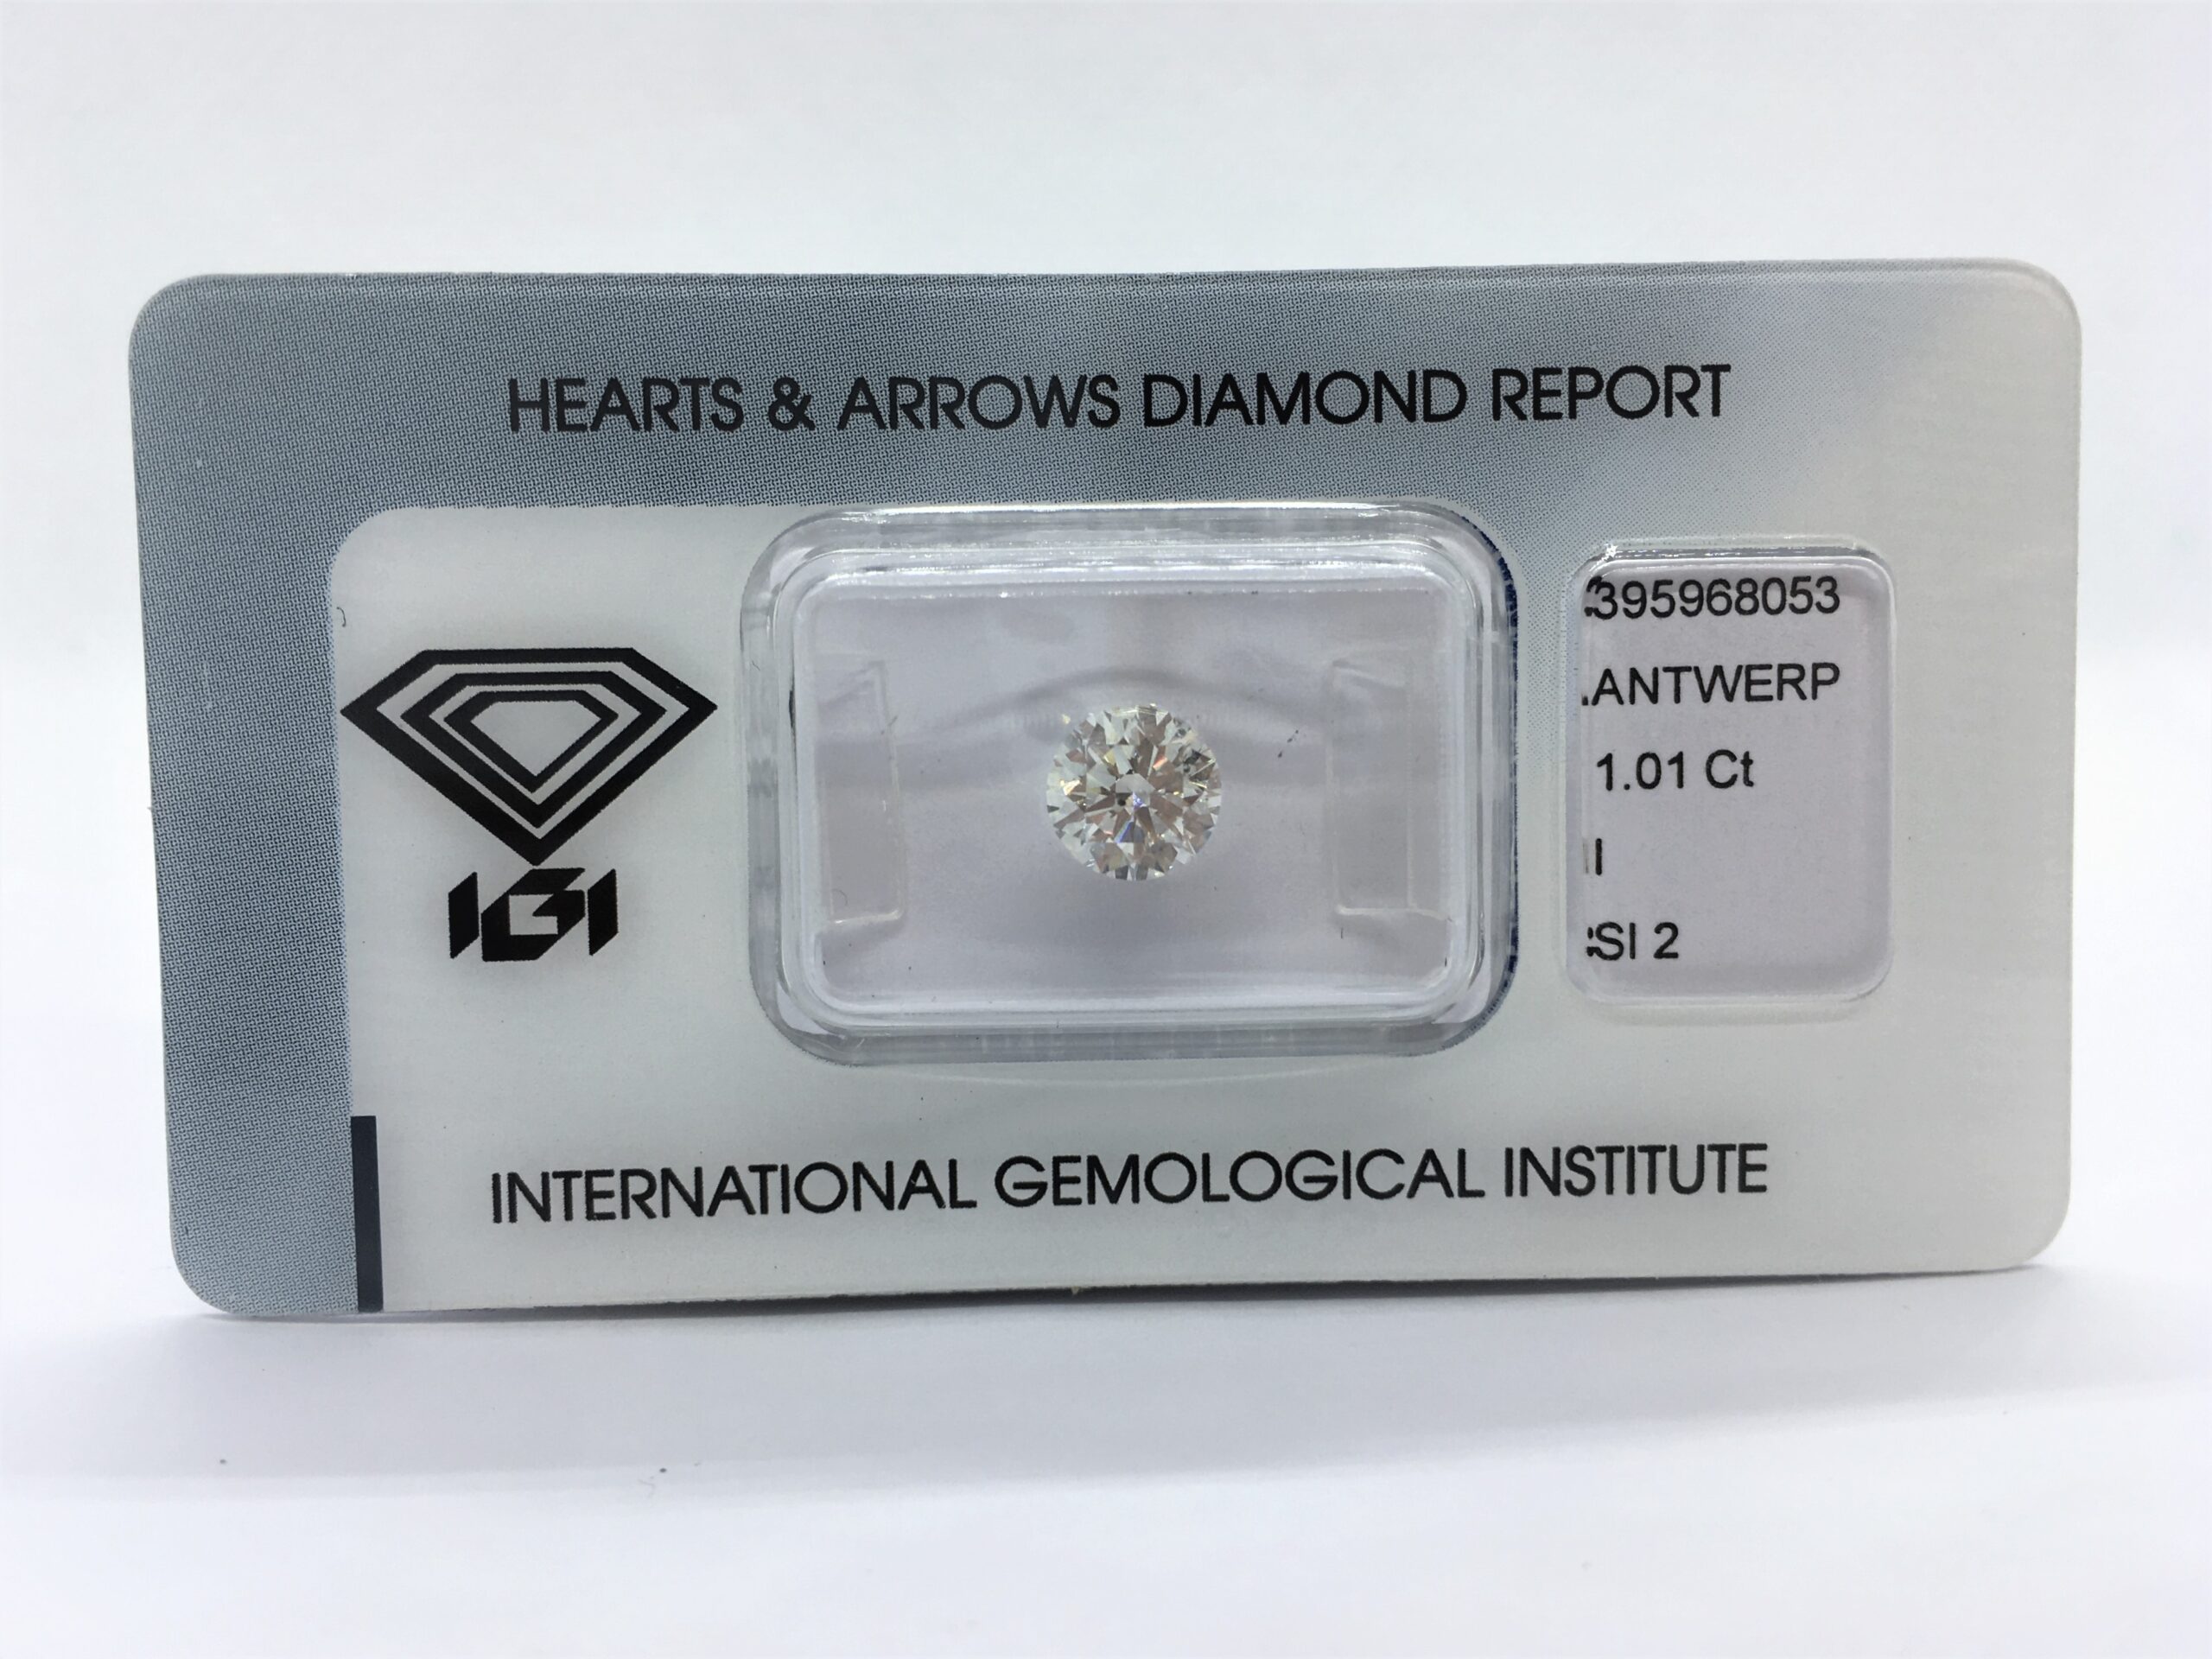 HEARTS & ARROWS DIAMOND REPORT
IGI
395968053
ANTWERP
1.01 Ct
I
SI 2
INTERNATIONAL GEMOLOGICAL INSTITUTE